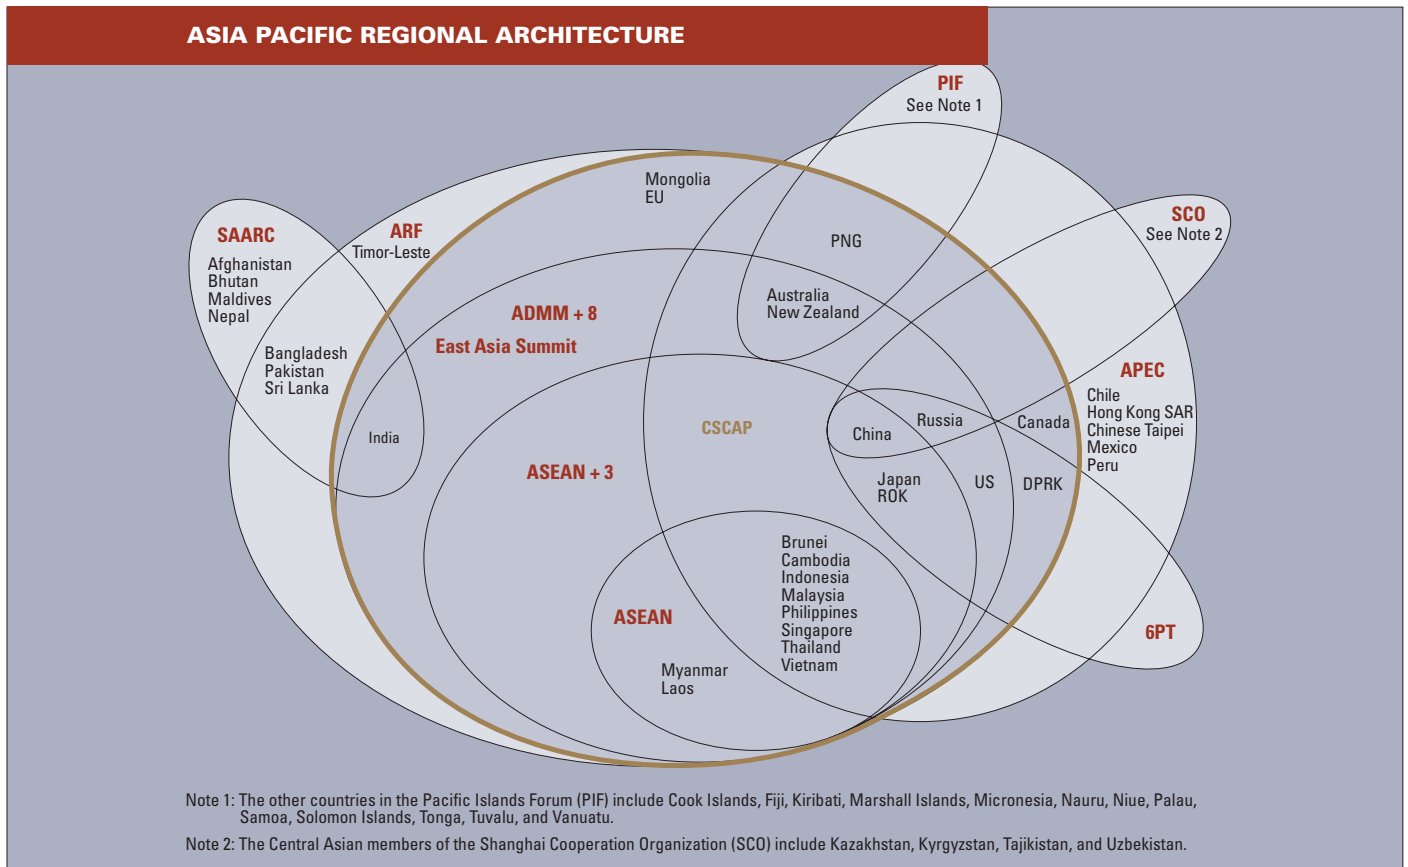 ASIA PACIFIC REGIONAL ARCHITECTURE
PIF
See Note 1
Mongolia
EU
SCO
See Note 2
SAARC
Afghanistan
Bhutan
Maldives
Nepal
ARF
Timor-Leste
PNG
Australia
New Zealand
ADMM + 8
East Asia Summit
Bangladesh
Pakistan
Sri Lanka
APEC
Chile
Hong Kong SAR
Chinese Taipei
Mexico
Peru
India
CSCAP
China
Russia
Canada
ASEAN + 3
Japan
ROK
US
DPRK
Brunei
Cambodia
Indonesia
Malaysia
Philippines
Singapore
Thailand
Vietnam
ASEAN
Myanmar
Laos
6PT
Note 1: The other countries in the Pacific Islands Forum (PIF) include Cook Islands, Fiji, Kiribati, Marshall Islands, Micronesia, Nauru, Niue, Palau,
Samoa, Solomon Islands, Tonga, Tuvalu, and Vanuatu.
Note 2: The Central Asian members of the Shanghai Cooperation Organization (SCO) include Kazakhstan, Kyrgyzstan, Tajikistan, and Uzbekistan.